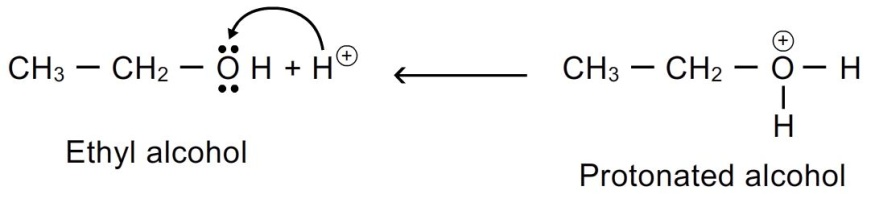 CH₃ – CH₂ – O H + H⊕ ← CH₃ – CH₂ – O⊕ – H
H
Ethyl alcohol
Protonated alcohol